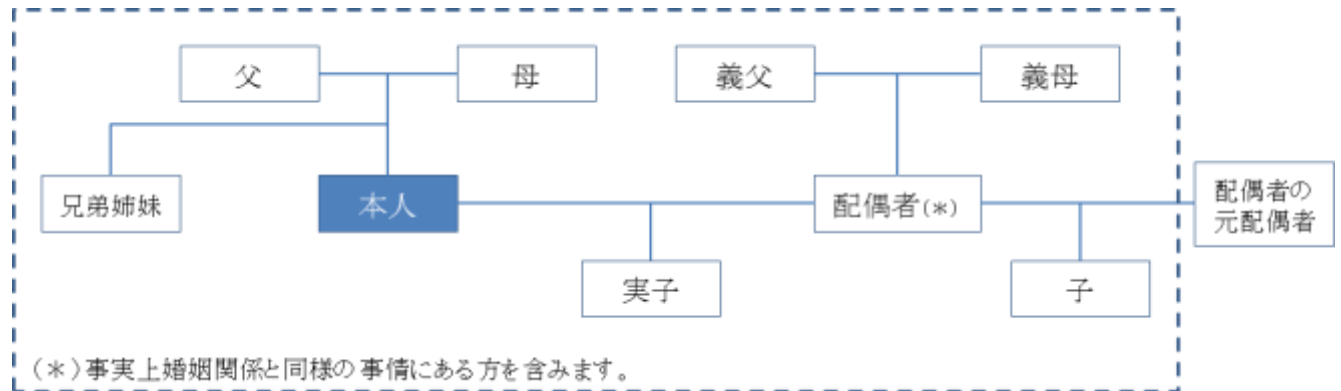 父
母
義父
義母
兄弟姉妹
本人
配偶者(＊)
配偶者の
元配偶者
実子
子
(＊)事実上婚姻関係と同様の事情にある方を含みます。